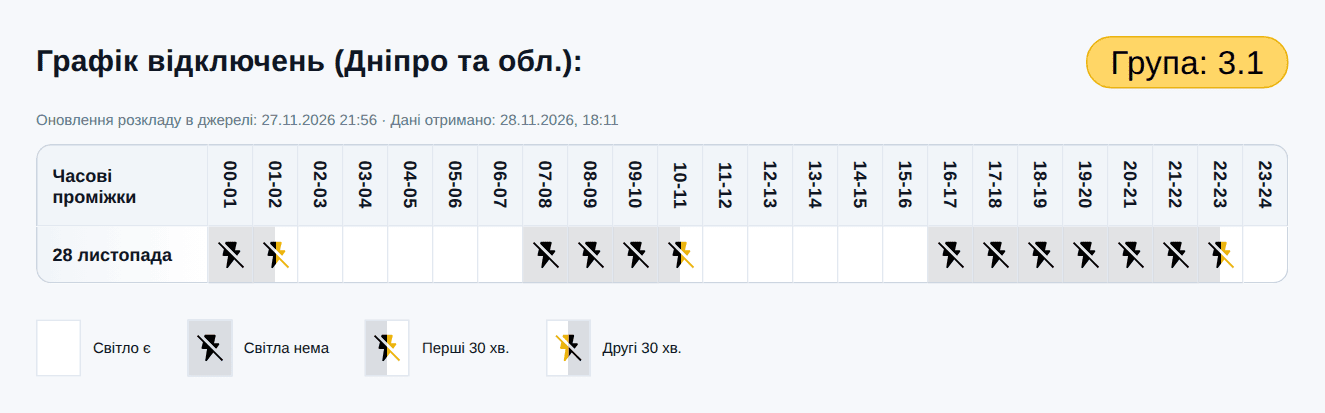 Графік відключень (Дніпро та обл.):
Група: 3.1
Оновлення розкладу в джерелі: 27.11.2026 21:56 · Дані отримано: 28.11.2026, 18:11
Часові
проміжки
00-01 01-02 02-03 03-04 04-05 05-06 06-07 07-08 08-09 09-10 10-11 11-12 12-13 13-14 14-15 15-16 16-17 17-18 18-19 19-20 20-21 21-22 22-23 23-24
28 листопада
Світло є
Світла нема
Перші 30 хв.
Другі 30 хв.